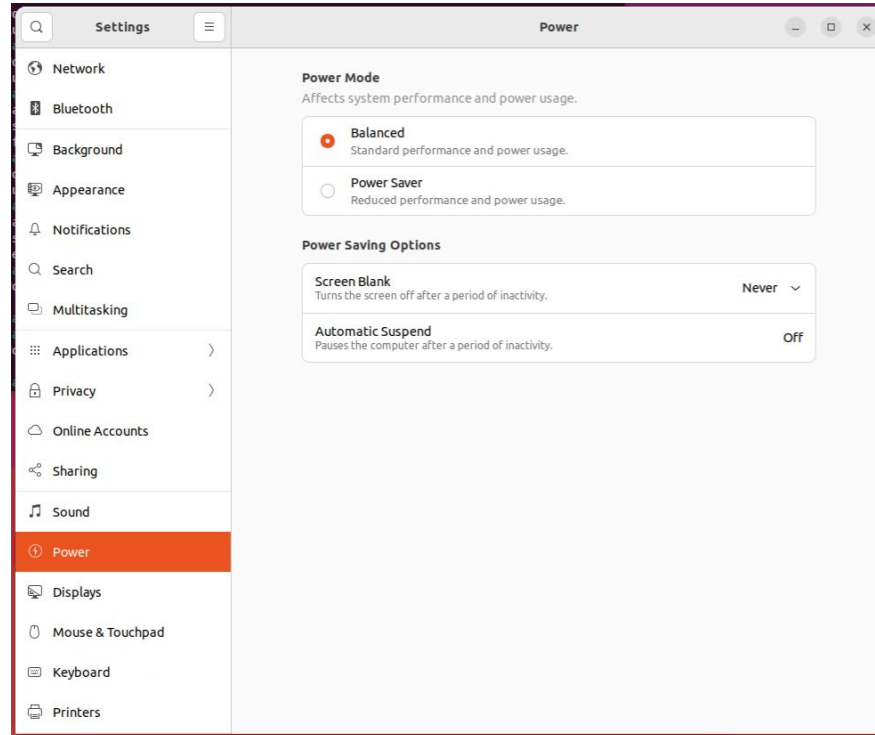 Settings
Power
Network
Bluetooth
Background
Appearance
Notifications
Search
Multitasking
Applications
Privacy
Online Accounts
Sharing
Sound
Power
Displays
Mouse & Touchpad
Keyboard
Printers
Power Mode
Affects system performance and power usage.
Balanced
Standard performance and power usage.
Power Saver
Reduced performance and power usage.
Power Saving Options
Screen Blank
Turns the screen off after a period of inactivity.
Never
Automatic Suspend
Pauses the computer after a period of inactivity.
Off